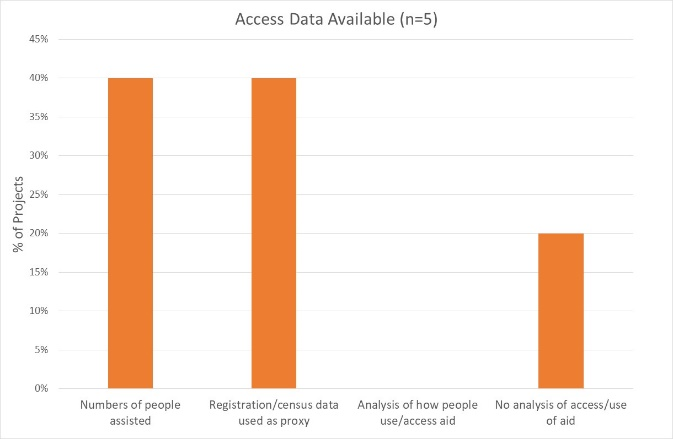 Access Data Available (n=5)
45%
40%
35%
30%
25%
20%
15%
10%
5%
0%
% of Projects
Numbers of people
assisted
Registration/census data
used as proxy
Analysis of how people
use/access aid
No analysis of access/use
of aid